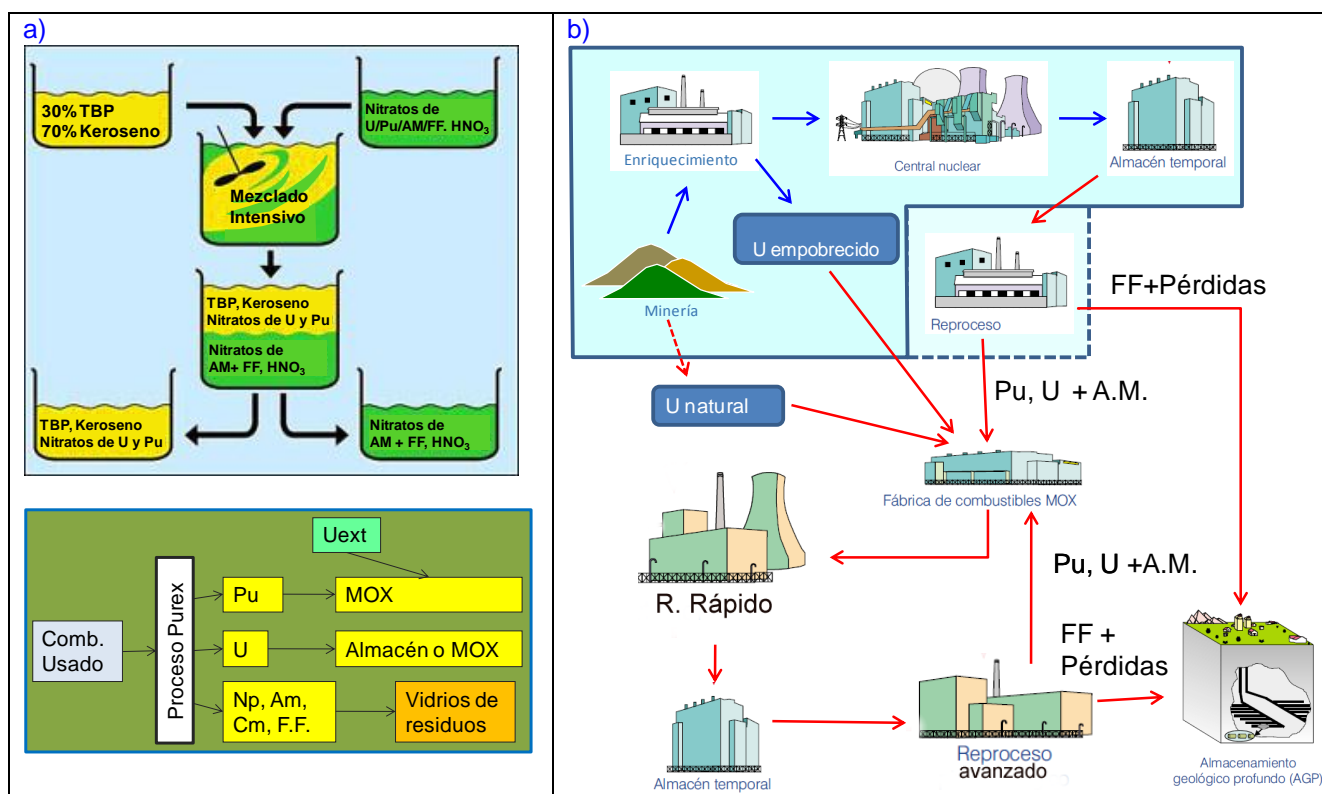 a)
30% TBP
70% Keroseno
Nitratos de
U/Pu/AM/FF. HNO₃
Mezclado
Intensivo
TBP, Keroseno
Nitratos de U y Pu
Nitratos de
AM+ FF, HNO₃
TBP, Keroseno
Nitratos de U y Pu
Nitratos de
AM + FF, HNO₃
Uext
Comb.
Usado
Proceso Purex
Pu
MOX
U
Almacén o MOX
Np, Am,
Cm, F.F.
Vidrios de
residuos
b)
Enriquecimiento
Central nuclear
Almacén temporal
U empobrecido
Minería
Reproceso
FF+Pérdidas
U natural
Pu, U + A.M.
Fábrica de combustibles MOX
R. Rápido
Pu, U +A.M.
FF +
Pérdidas
Almacén temporal
Reproceso
avanzado
Almacenamiento
geológico profundo (AGP)